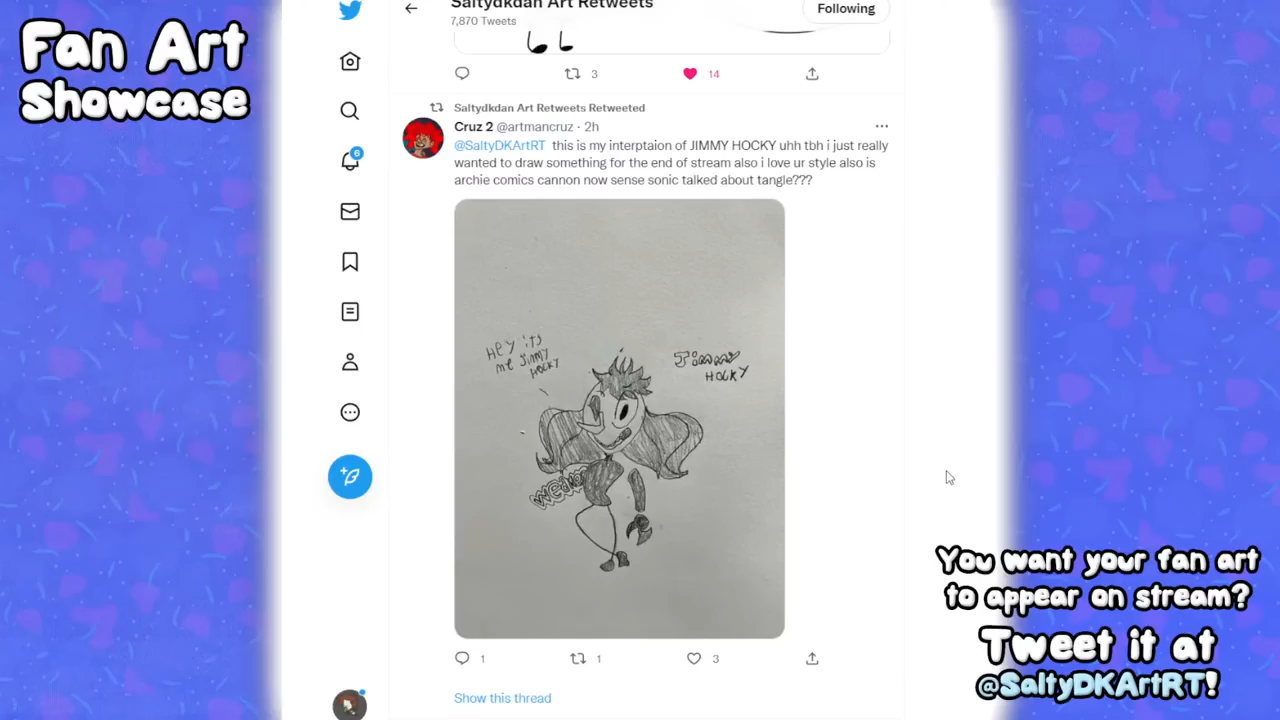 Fan Art
Showcase
Saltydkdan Art Retweets
7,870 Tweets
Following
3
14
Saltydkdan Art Retweets Retweeted
Cruz 2 @artmancruz · 2h
@SaltyDKArtRT this is my interptaion of JIMMY HOCKY uhh tbh i just really
wanted to draw something for the end of stream also i love ur style also is
archie comics cannon now sense sonic talked about tangle???
6
Hey its
me Jimmy
Hocky
Jimmy
Hocky
1
1
3
Show this thread
You want your fan art
to appear on stream?
Tweet it at
@SaltyDKArtRT!